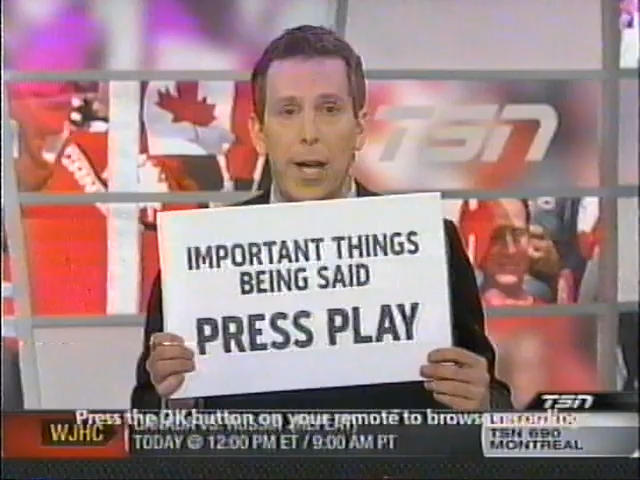 TSN
IMPORTANT THINGS
BEING SAID
PRESS PLAY
TSN
Press the OK button on your remote to browse
WJHC
TODAY @ 12:00 PM ET / 9:00 AM PT
TSN 690
MONTREAL